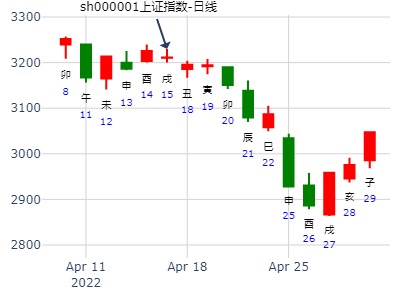 sh000001上证指数-日线
3300
3200
3100
3000
2900
2800
卯
8
午
11
未
12
申
13
酉
14
戌
15
丑
18
寅
19
卯
20
辰
21
巳
22
申
25
酉
26
戌
27
亥
28
子
29
Apr 11
2022
Apr 18
Apr 25